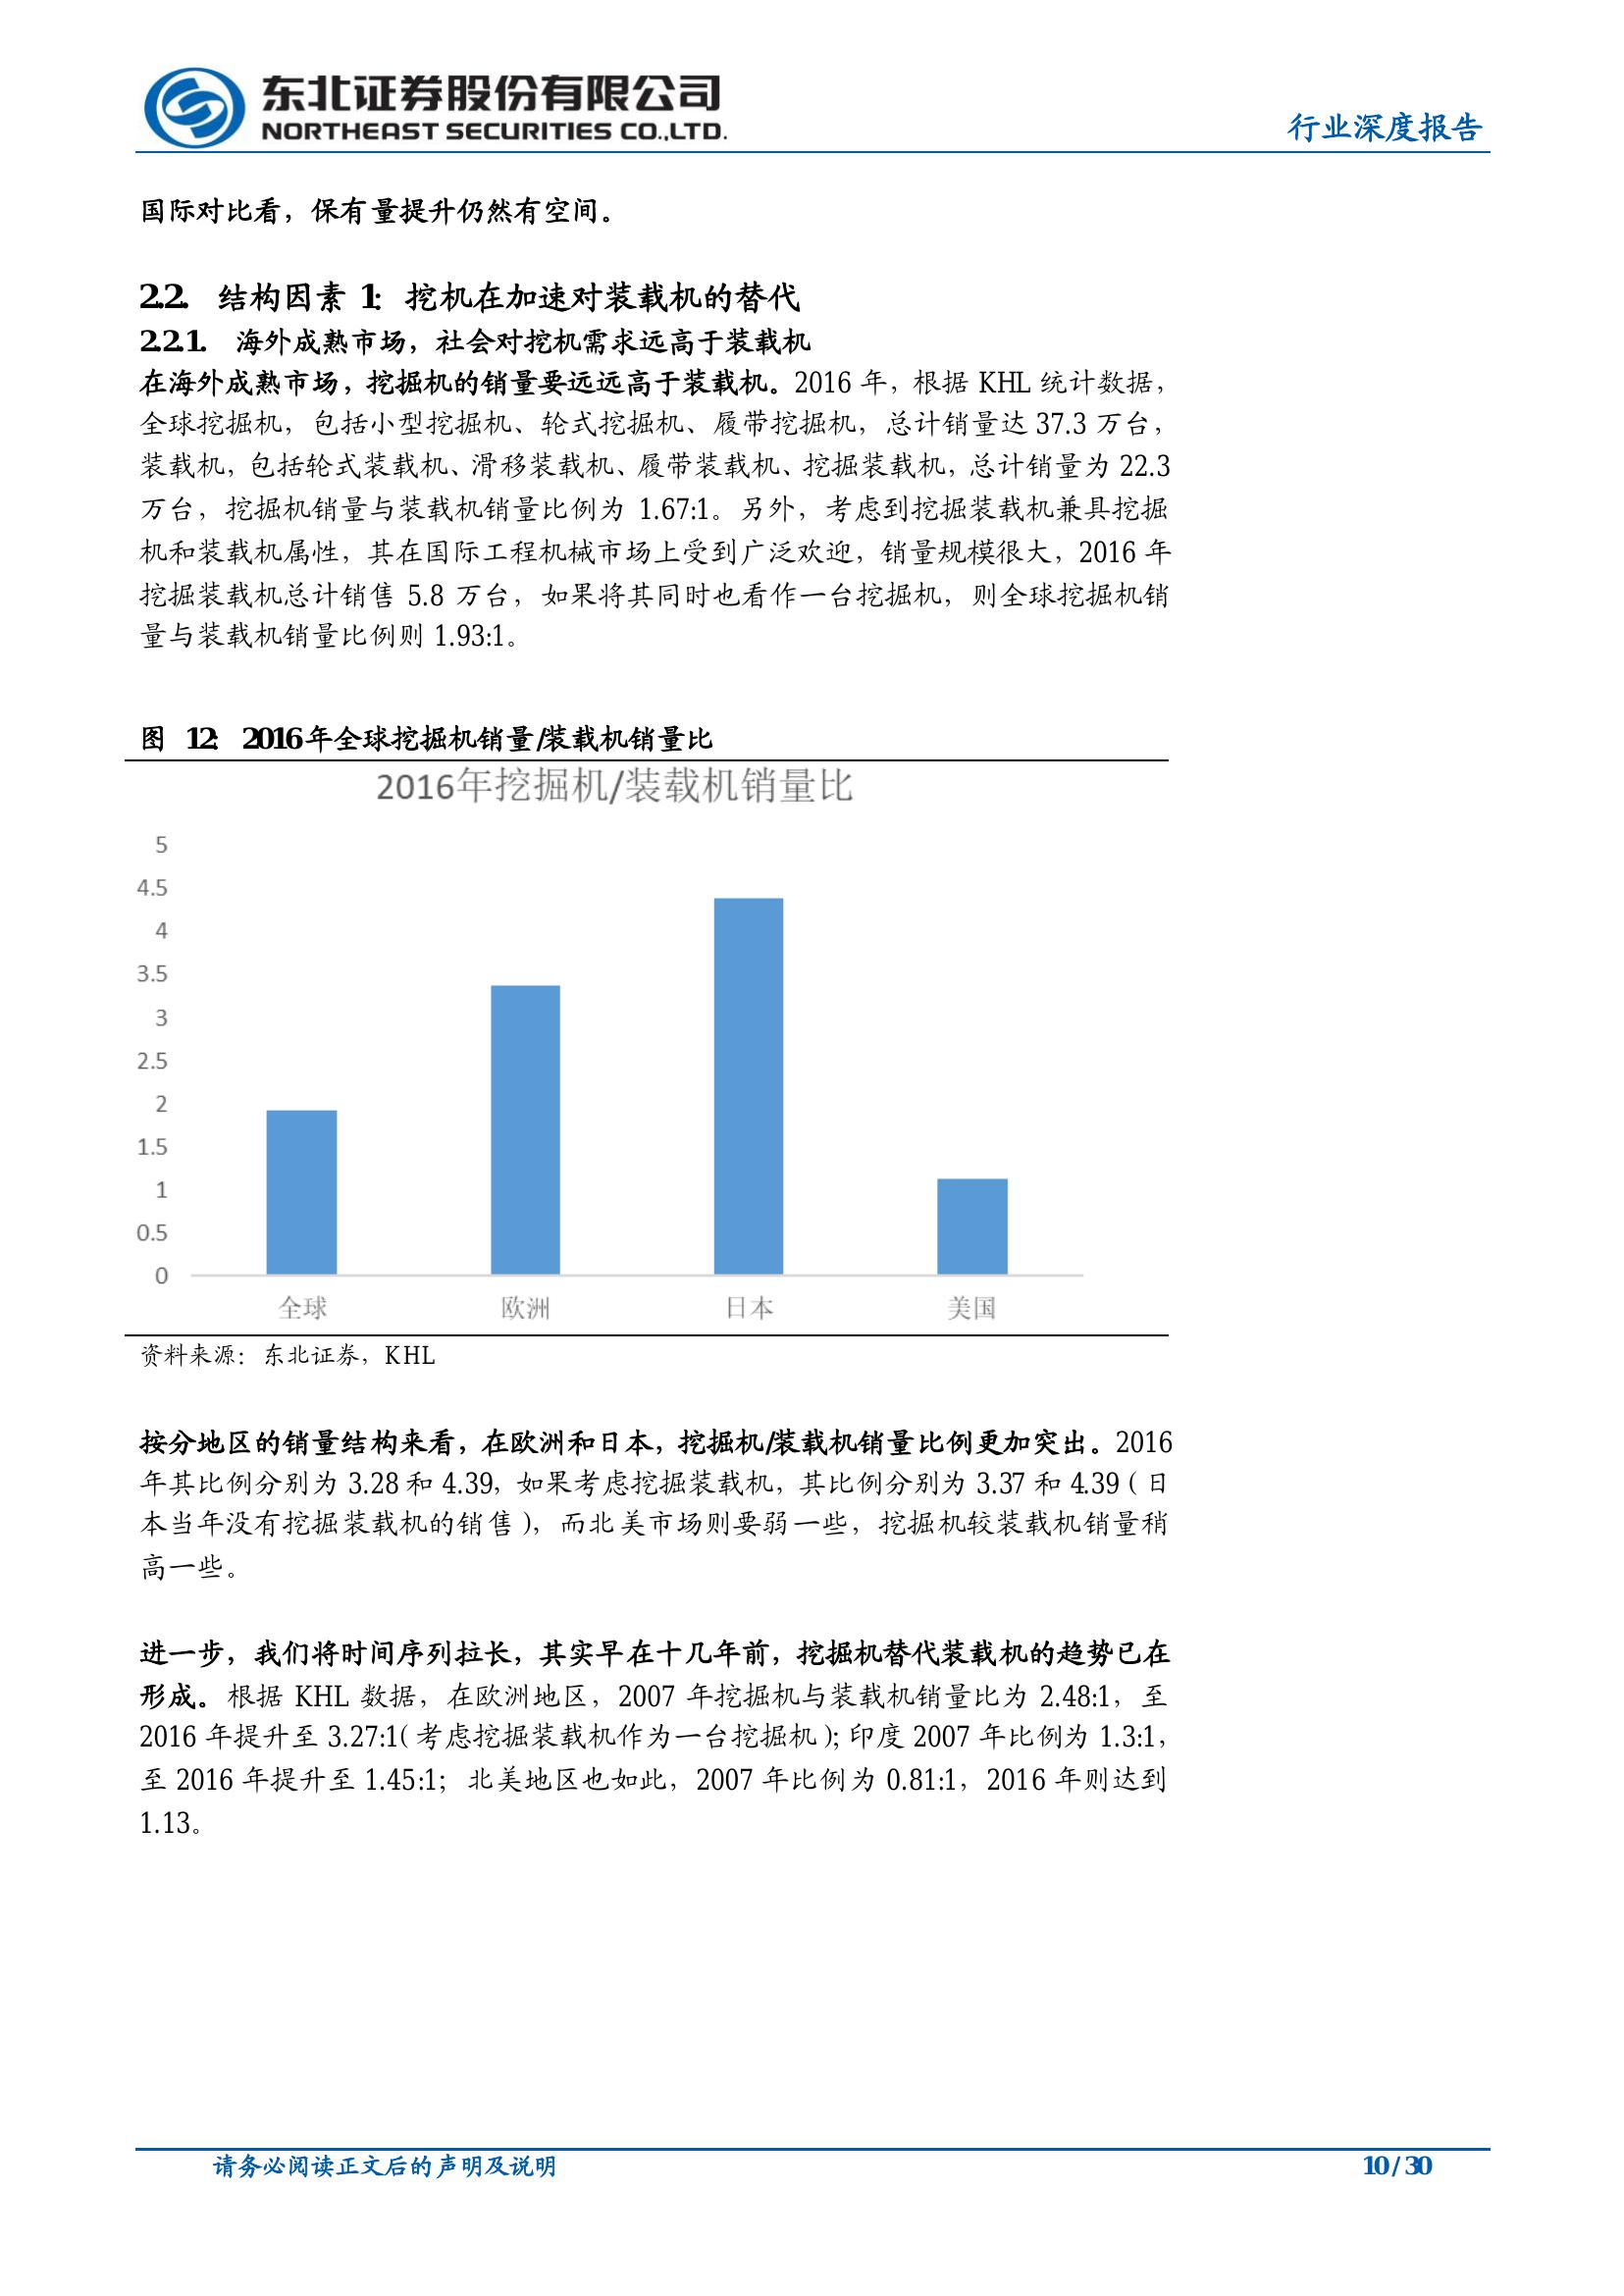 东北证券股份有限公司
NORTHEAST SECURITIES CO.,LTD.
行业深度报告
国际对比看，保有量提升仍然有空间。
2.2. 结构因素 1：挖机在加速对装载机的替代
2.2.1. 海外成熟市场，社会对挖机需求远高于装载机
在海外成熟市场，挖掘机的销量要远远高于装载机。2016 年，根据 KHL 统计数据，
全球挖掘机，包括小型挖掘机、轮式挖掘机、履带挖掘机，总计销量达 37.3 万台，
装载机，包括轮式装载机、滑移装载机、履带装载机、挖掘装载机，总计销量为 22.3
万台，挖掘机销量与装载机销量比例为 1.67:1。另外，考虑到挖掘装载机兼具挖掘
机和装载机属性，其在国际工程机械市场上受到广泛欢迎，销量规模很大，2016 年
挖掘装载机总计销售 5.8 万台，如果将其同时也看作一台挖掘机，则全球挖掘机销
量与装载机销量比例则 1.93:1。
图 12：2016 年全球挖掘机销量/装载机销量比
2016年挖掘机/装载机销量比
5
4.5
4
3.5
3
2.5
2
1.5
1
0.5
0
全球 欧洲 日本 美国
资料来源：东北证券，KHL
按分地区的销量结构来看，在欧洲和日本，挖掘机/装载机销量比例更加突出。2016
年其比例分别为 3.28 和 4.39，如果考虑挖掘装载机，其比例分别为 3.37 和 4.39（日
本当年没有挖掘装载机的销售），而北美市场则要弱一些，挖掘机较装载机销量稍
高一些。
进一步，我们将时间序列拉长，其实早在十几年前，挖掘机替代装载机的趋势已在
形成。根据 KHL 数据，在欧洲地区，2007 年挖掘机与装载机销量比为 2.48:1，至
2016 年提升至 3.27:1（考虑挖掘装载机作为一台挖掘机）；印度 2007 年比例为 1.3:1，
至 2016 年提升至 1.45:1；北美地区也如此，2007 年比例为 0.81:1，2016 年则达到
1.13。
请务必阅读正文后的声明及说明
10 / 30